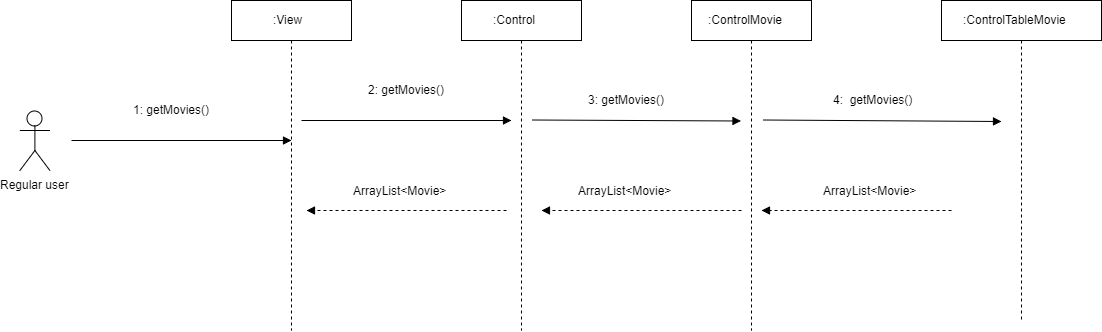 :View
:Control
:ControlMovie
:ControlTableMovie
1: getMovies()
2: getMovies()
3: getMovies()
4: getMovies()
Regular user
ArrayList<Movie>
ArrayList<Movie>
ArrayList<Movie>